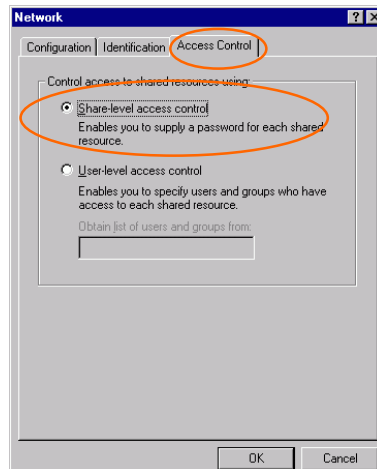 Network
Configuration Identification Access Control
Control access to shared resources using:
Share-level access control
Enables you to supply a password for each shared
resource.
User-level access control
Enables you to specify users and groups who have
access to each shared resource.
Obtain list of users and groups from:
OK Cancel